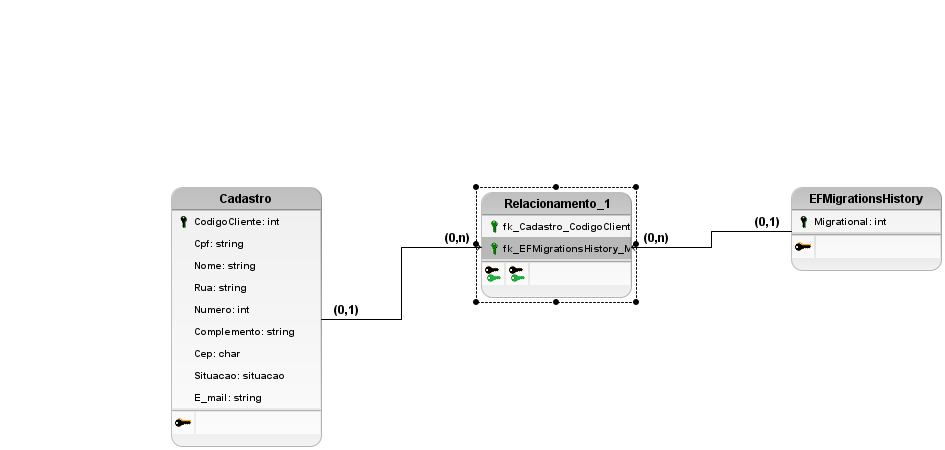 Cadastro
CodigoCliente: int
Cpf: string
Nome: string
Rua: string
Numero: int
Complemento: string
Cep: char
Situacao: situacao
E_mail: string
(0,1)
(0,n)
Relacionamento_1
fk_Cadastro_CodigoClient
fk_EFMigrationsHistory_M
(0,n)
(0,1)
EFMigrationsHistory
Migrational: int